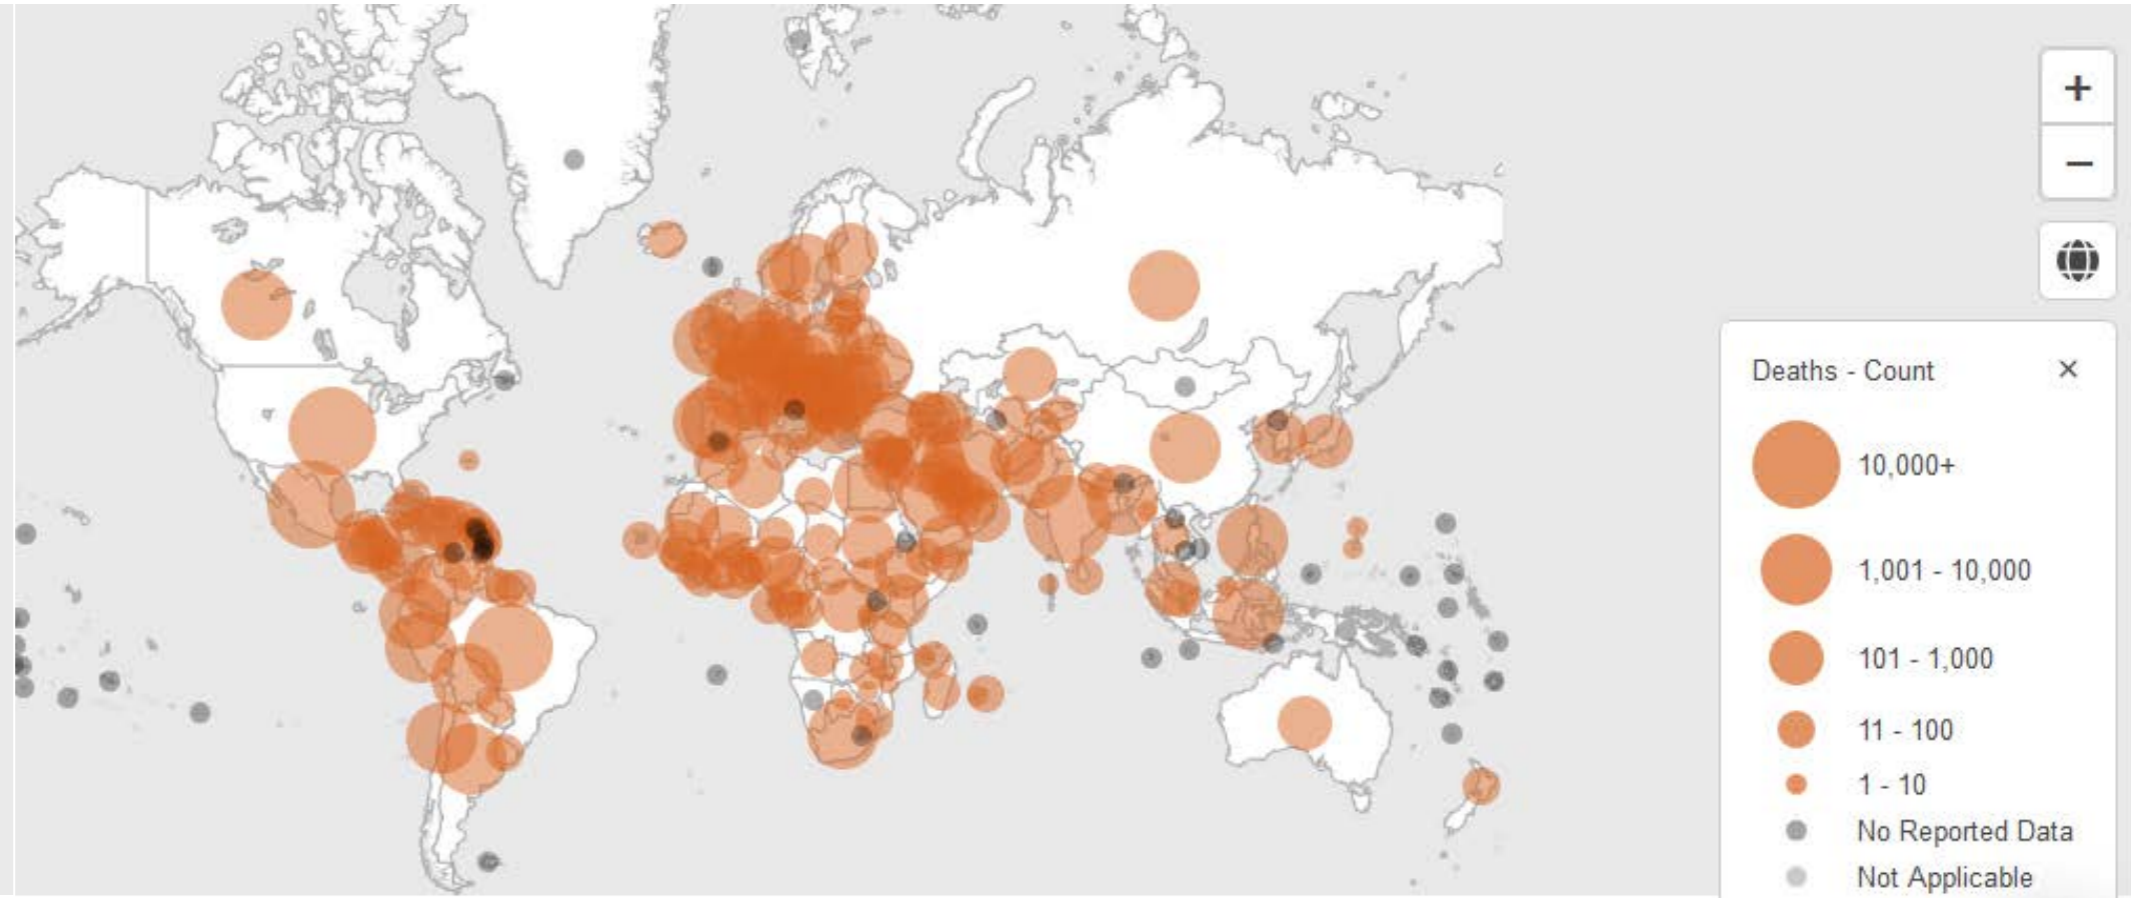 +
−
Deaths - Count ×
10,000+
1,001 - 10,000
101 - 1,000
11 - 100
1 - 10
No Reported Data
Not Applicable